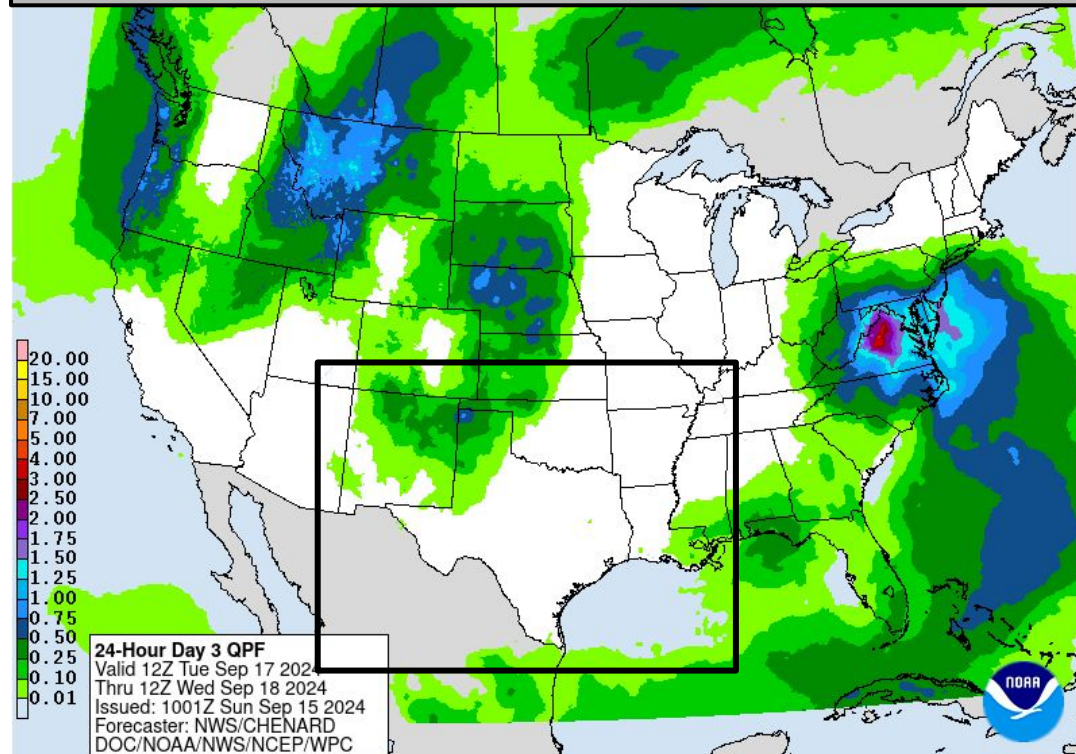 20.00
15.00
10.00
7.00
5.00
4.00
3.00
2.50
2.00
1.75
1.50
1.25
1.00
0.75
0.50
0.25
0.10
0.01
24-Hour Day 3 QPF
Valid 12Z Tue Sep 17 2024
Thru 12Z Wed Sep 18 2024
Issued: 1001Z Sun Sep 15 2024
Forecaster: NWS/CHENARD
DOC/NOAA/NWS/NCEP/WPC
NOAA